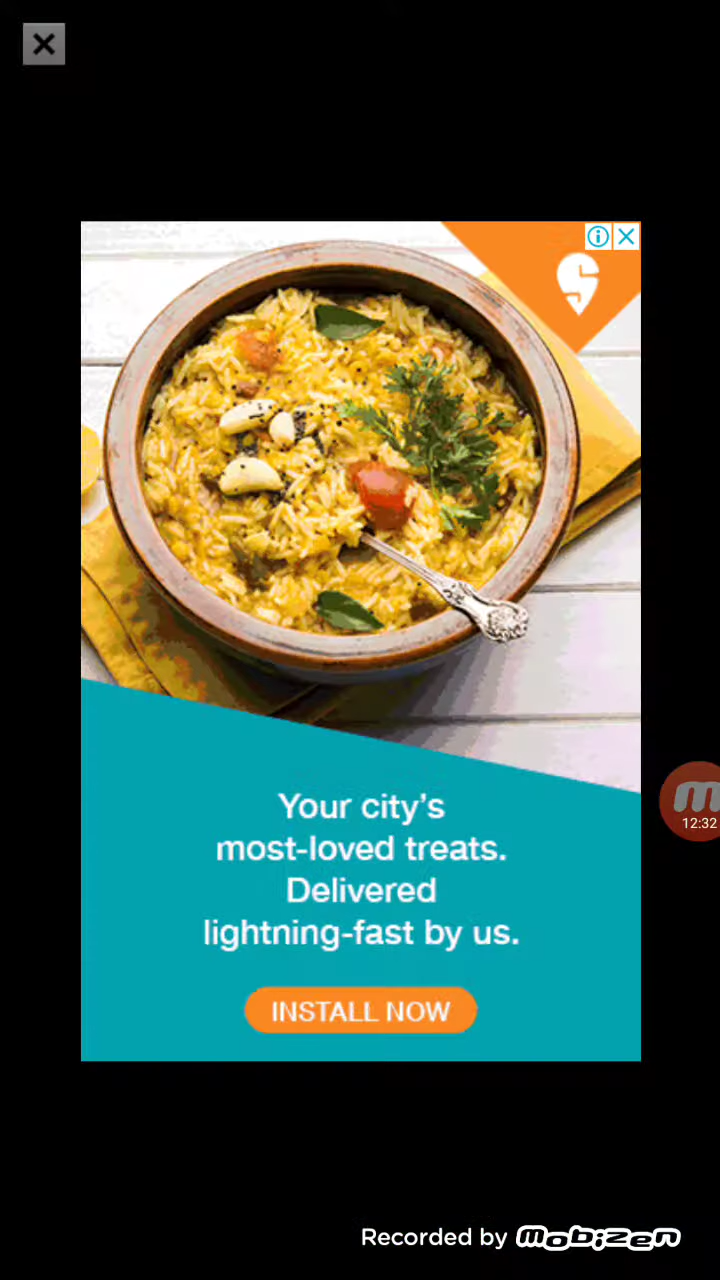 Your city's
most-loved treats.
Delivered
lightning-fast by us.
INSTALL NOW
12:32
Recorded by mobizen